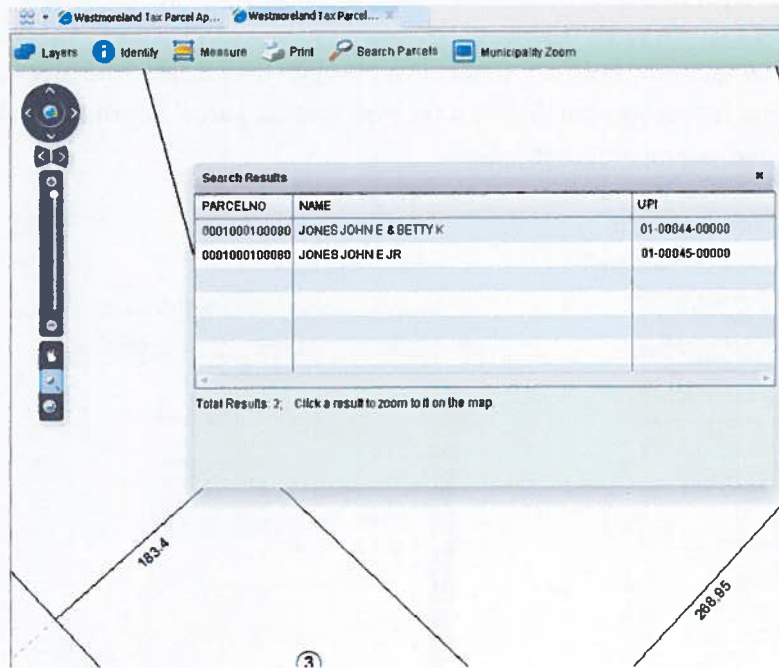 Westmoreland Tax Parcel Ap... Westmoreland Tax Parcel...
Layers Identify Measure Print Search Parcels Municipality Zoom
Search Results
PARCELNO NAME UPI
0001000100080 JONES JOHN E & BETTY K 01-00044-00000
0001000100080 JONES JOHN E JR 01-00045-00000
Total Results: 2; Click a result to zoom to it on the map
183.4
268.95
3